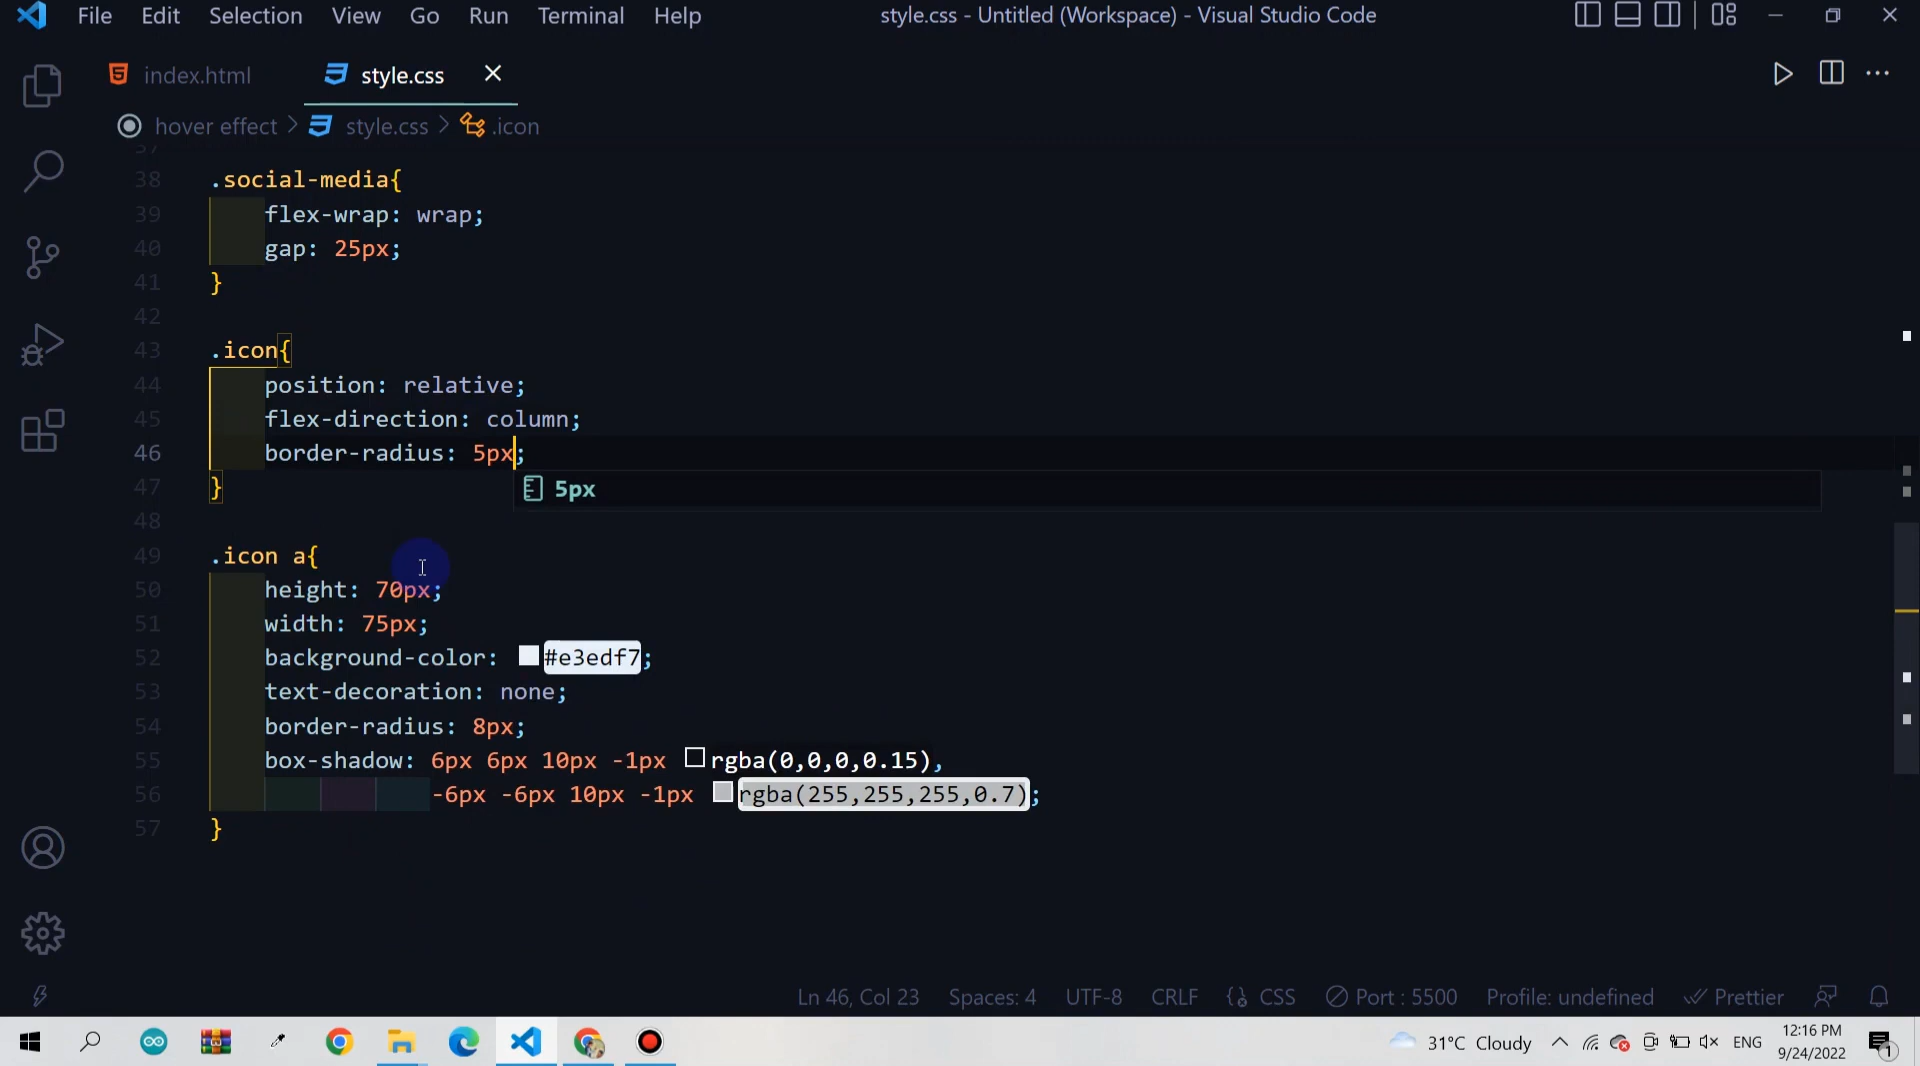 File Edit Selection View Go Run Terminal Help style.css - Untitled (Workspace) - Visual Studio Code
index.html style.css
hover effect > style.css > .icon
37
38 .social-media{
39 flex-wrap: wrap;
40 gap: 25px;
41 }
42
43 .icon{
44 position: relative;
45 flex-direction: column;
46 border-radius: 5px;
47 }
5px
48
49 .icon a{
50 height: 70px;
51 width: 75px;
52 background-color: #e3edf7;
53 text-decoration: none;
54 border-radius: 8px;
55 box-shadow: 6px 6px 10px -1px rgba(0,0,0,0.15),
56 -6px -6px 10px -1px rgba(255,255,255,0.7);
57 }
Ln 46, Col 23 Spaces: 4 UTF-8 CRLF {} CSS Port : 5500 Profile: undefined Prettier
31°C Cloudy ENG 12:16 PM
9/24/2022 1